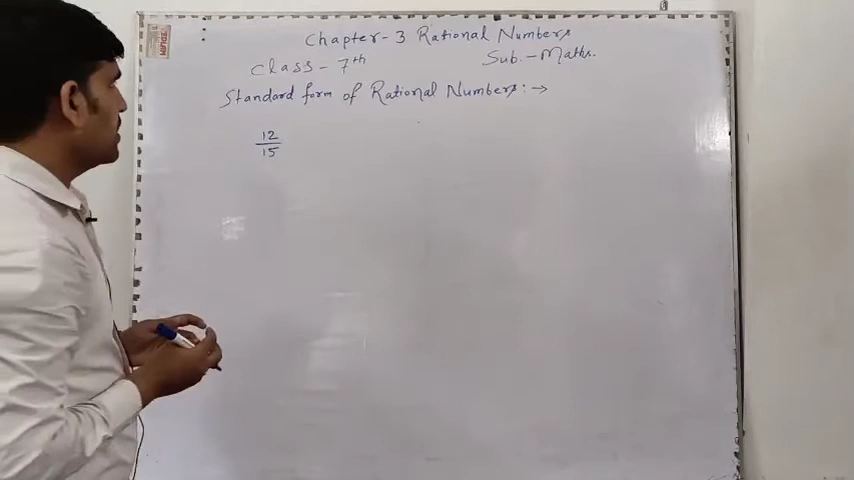 Chapter-3 Rational Numbers
Class-7th Sub.-Maths.
Standard form of Rational Numbers:→
12
15